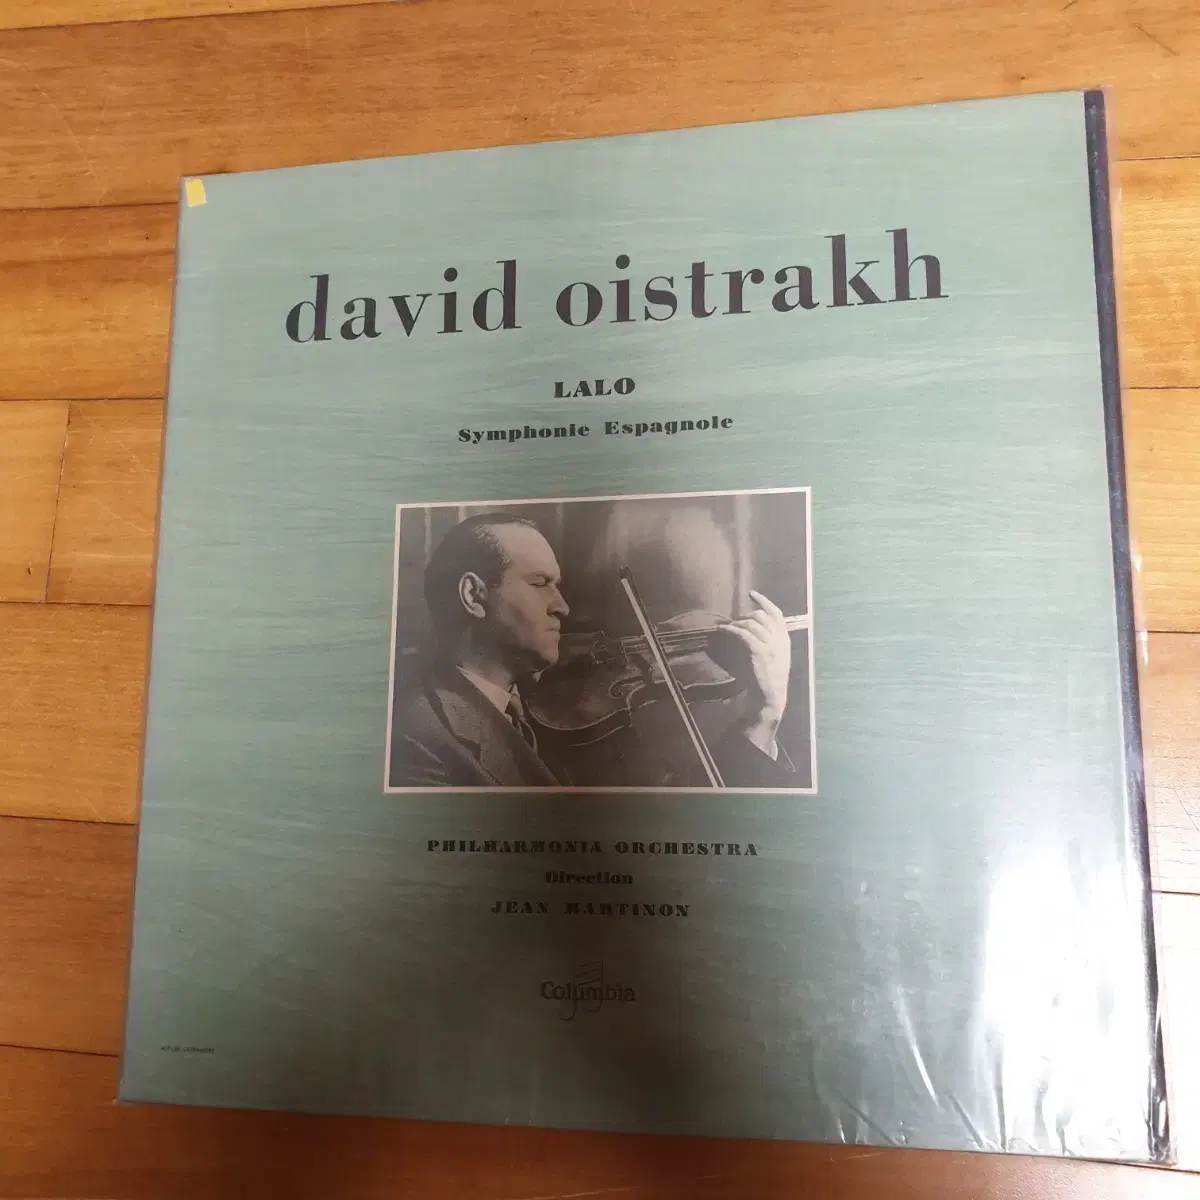 david oistrakh
LALO
Symphonie Espagnole
PHILHARMONIA ORCHESTRA
Direction
JEAN MARTINON
Columbia